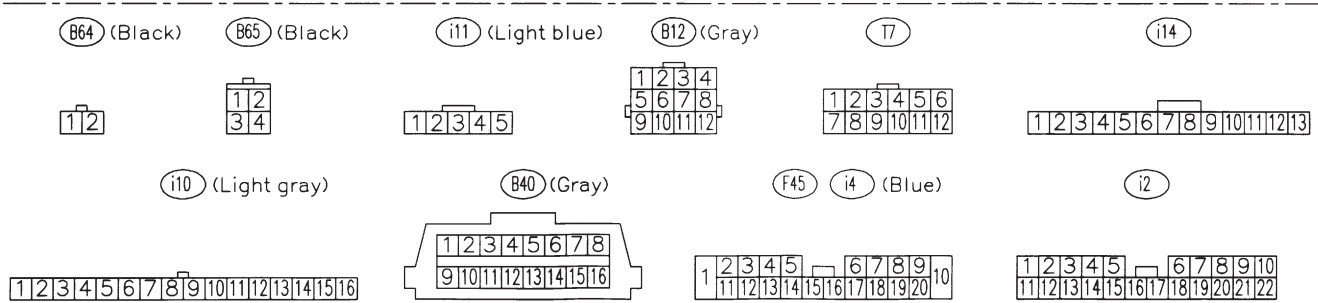 B64 (Black) B65 (Black) i11 (Light blue) B12 (Gray) T7 i14
1 2
1 2
3 4
1 2 3 4 5
1 2 3 4
5 6 7 8
9 10 11 12
1 2 3 4 5 6
7 8 9 10 11 12
1 2 3 4 5 6 7 8 9 10 11 12 13
i10 (Light gray) B40 (Gray) F45 i4 (Blue) i2
1 2 3 4 5 6 7 8 9 10 11 12 13 14 15 16
1 2 3 4 5 6 7 8
9 10 11 12 13 14 15 16
1 2 3 4 5 6 7 8 9 10
11 12 13 14 15 16 17 18 19 20
1 2 3 4 5 6 7 8 9 10
11 12 13 14 15 16 17 18 19 20 21 22